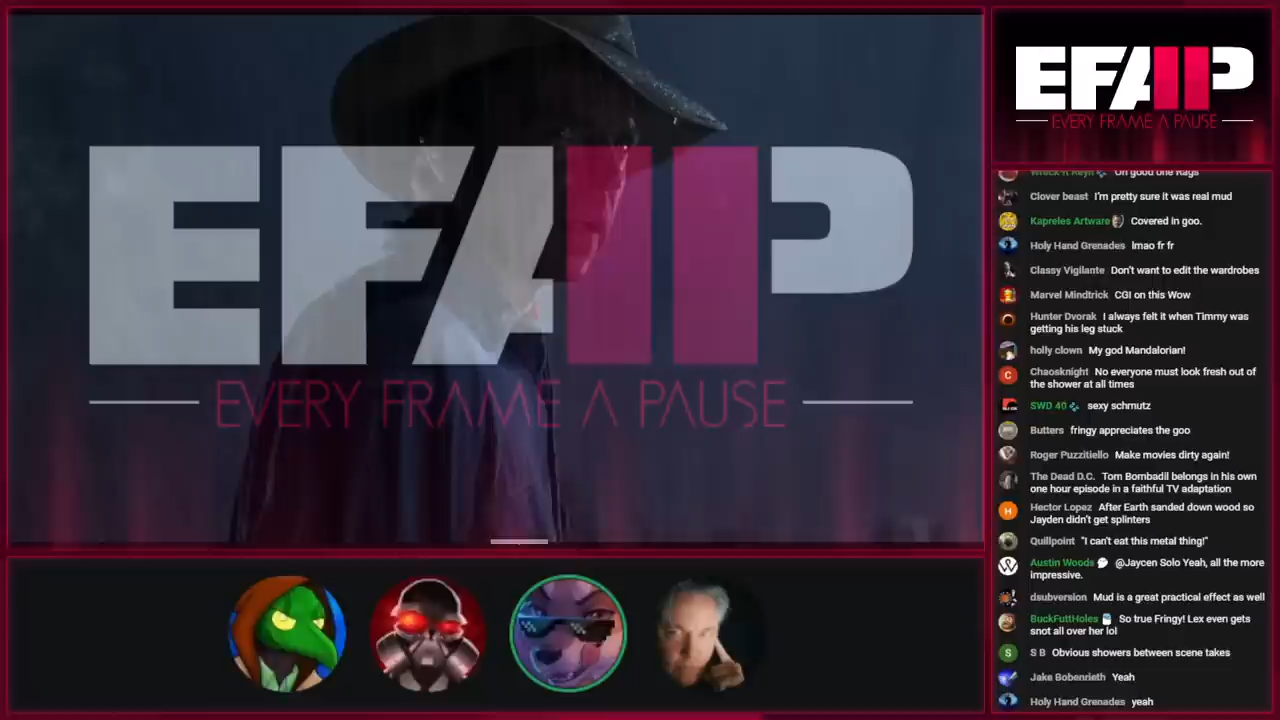 EFAP
EVERY FRAME A PAUSE
EFAP
EVERY FRAME A PAUSE
Wreck-it Reyn Oh good one Rags
Clover beast I'm pretty sure it was real mud
Kapreles Artware Covered in goo.
Holy Hand Grenades lmao fr fr
Classy Vigilante Don't want to edit the wardrobes
Marvel Mindtrick CGI on this Wow
Hunter Dvorak I always felt it when Timmy was
getting his leg stuck
holly clown My god Mandalorian!
C
Chaosknight No everyone must look fresh out of
the shower at all times
SWD 40 sexy schmutz
Butters fringy appreciates the goo
Roger Puzzitiello Make movies dirty again!
The Dead D.C. Tom Bombadil belongs in his own
one hour episode in a faithful TV adaptation
H
Hector Lopez After Earth sanded down wood so
Jayden didn't get splinters
Quillpoint "I can't eat this metal thing!"
Austin Woods @Jaycen Solo Yeah, all the more
impressive.
dsubversion Mud is a great practical effect as well
BuckFuttHoles So true Fringy! Lex even gets
snot all over her lol
S
S B Obvious showers between scene takes
Jake Bobenrieth Yeah
Holy Hand Grenades yeah